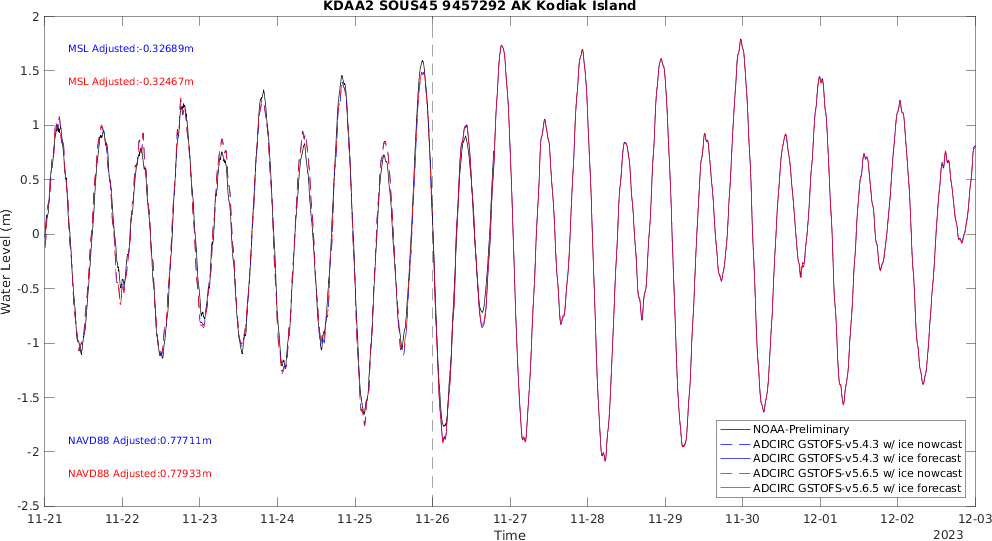 KDAA2 SOUS45 9457292 AK Kodiak Island
MSL Adjusted:-0.32689m
MSL Adjusted:-0.32467m
NAVD88 Adjusted:0.77711m
NAVD88 Adjusted:0.77933m
Water Level (m)
2
1.5
1
0.5
0
-0.5
-1
-1.5
-2
-2.5
NOAA-Preliminary
ADCIRC GSTOFS-v5.4.3 w/ ice nowcast
ADCIRC GSTOFS-v5.4.3 w/ ice forecast
ADCIRC GSTOFS-v5.6.5 w/ ice nowcast
ADCIRC GSTOFS-v5.6.5 w/ ice forecast
11-21 11-22 11-23 11-24 11-25 11-26 11-27 11-28 11-29 11-30 12-01 12-02 12-03
Time
2023